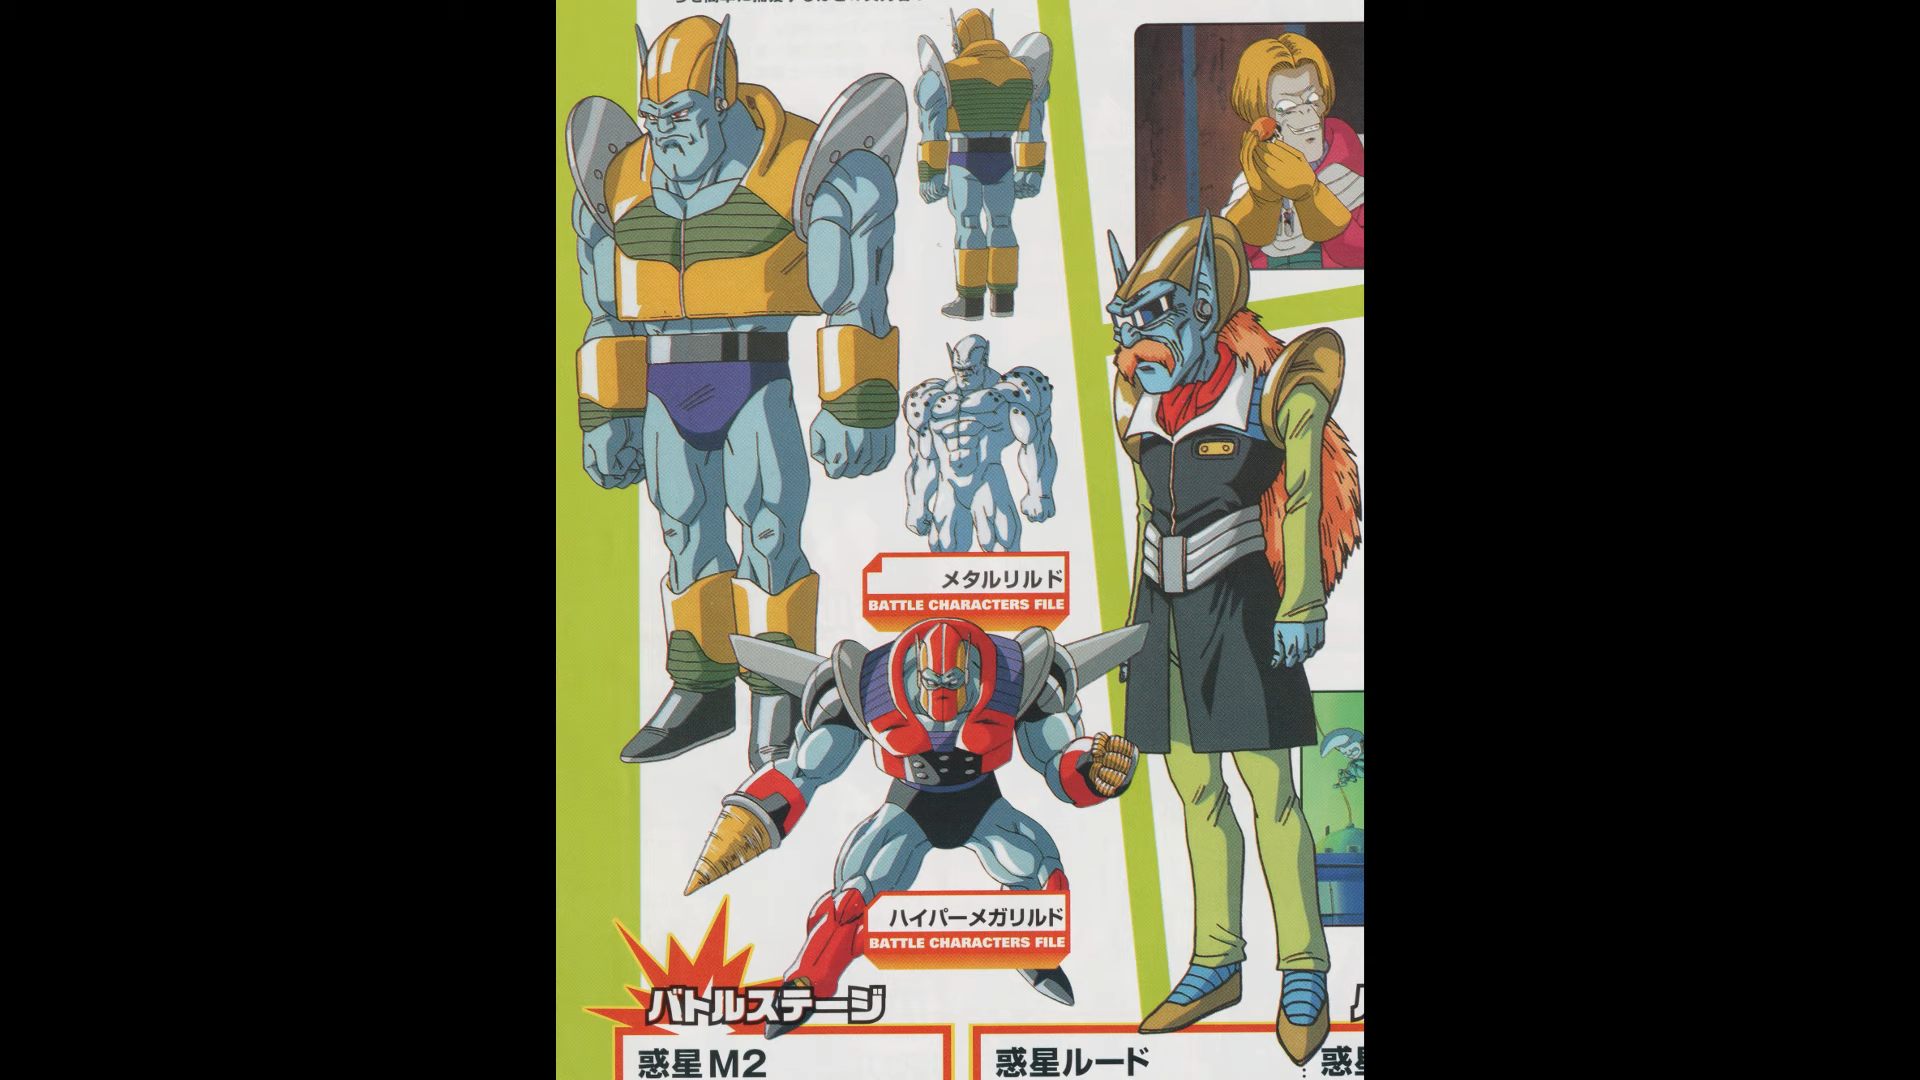 メタルリルド
BATTLE CHARACTERS FILE
ハイパーメガリルド
BATTLE CHARACTERS FILE
バトルステージ
惑星M2
惑星ルード
惑